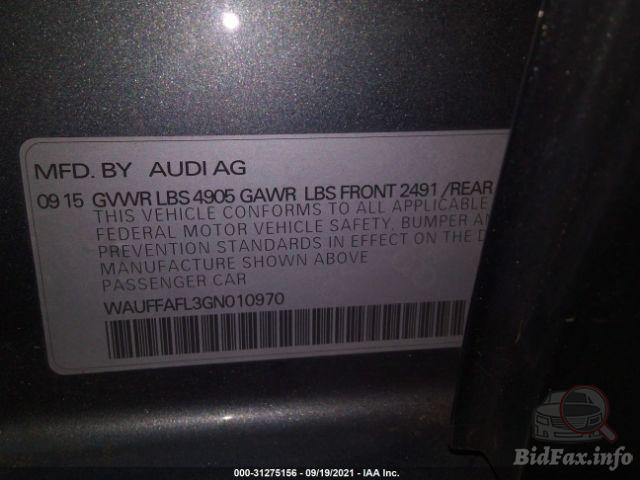 MFD. BY AUDI AG
09 15 GVWR LBS 4905 GAWR LBS FRONT 2491 /REAR
THIS VEHICLE CONFORMS TO ALL APPLICABLE
FEDERAL MOTOR VEHICLE SAFETY, BUMPER AN
PREVENTION STANDARDS IN EFFECT ON THE D
MANUFACTURE SHOWN ABOVE
PASSENGER CAR
WAUFFAFL3GN010970
BidFax.info
000-31275156 - 09/19/2021 - IAA Inc.